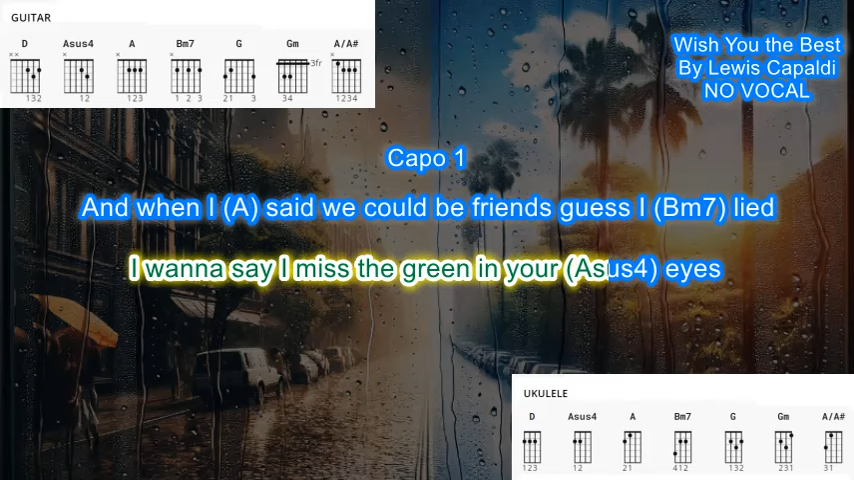 GUITAR
D Asus4 A Bm7 G Gm A/A#
x x x x x x
3fr
132 12 123 1 2 3 21 3 34 1234
Wish You the Best
By Lewis Capaldi
NO VOCAL
Capo 1
And when I (A) said we could be friends guess I (Bm7) lied
I wanna say I miss the green in your (Asus4) eyes
UKULELE
D Asus4 A Bm7 G Gm A/A#
123 12 21 412 132 231 31